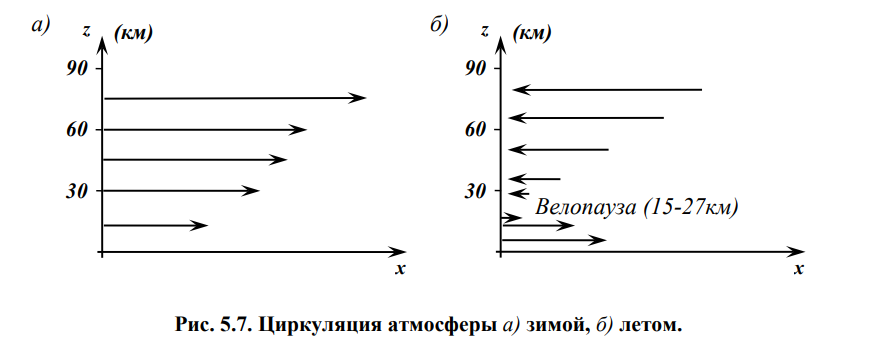 а) z (км) б) z (км)
90 90
60 60
30 30
Велопауза (15-27км)
x x
Рис. 5.7. Циркуляция атмосферы а) зимой, б) летом.